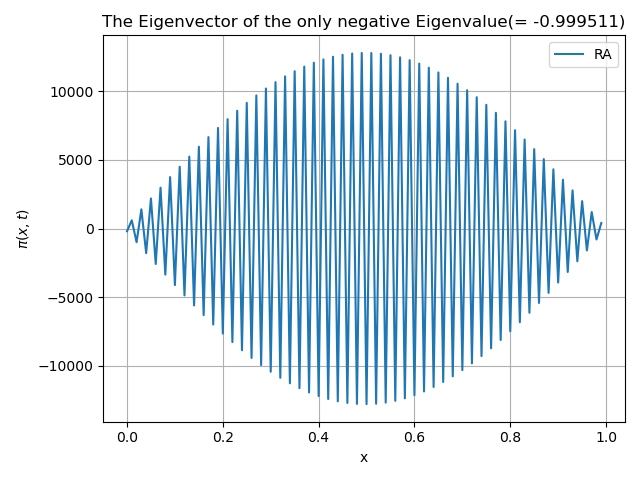 The Eigenvector of the only negative Eigenvalue(= -0.999511)
RA
10000
5000
0
−5000
−10000
π(x, t)
0.0 0.2 0.4 0.6 0.8 1.0
x